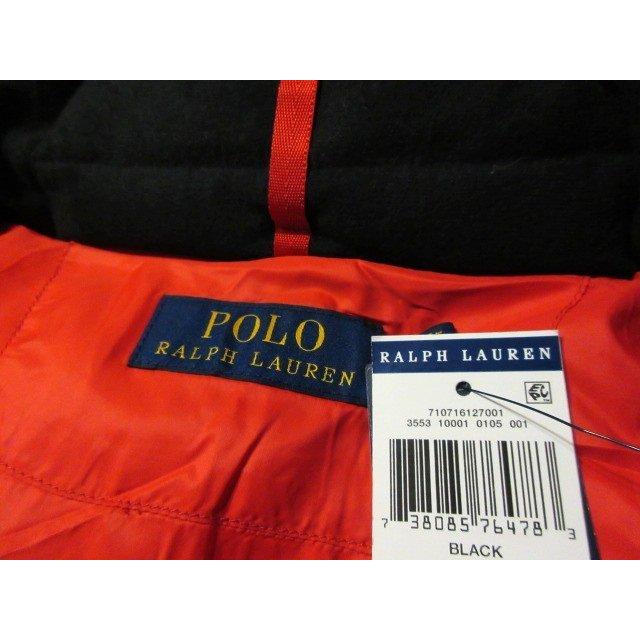 POLO
RALPH LAUREN
RALPH LAUREN
710716127001
3553 10001 0105 001
7 38085 76478 3
BLACK